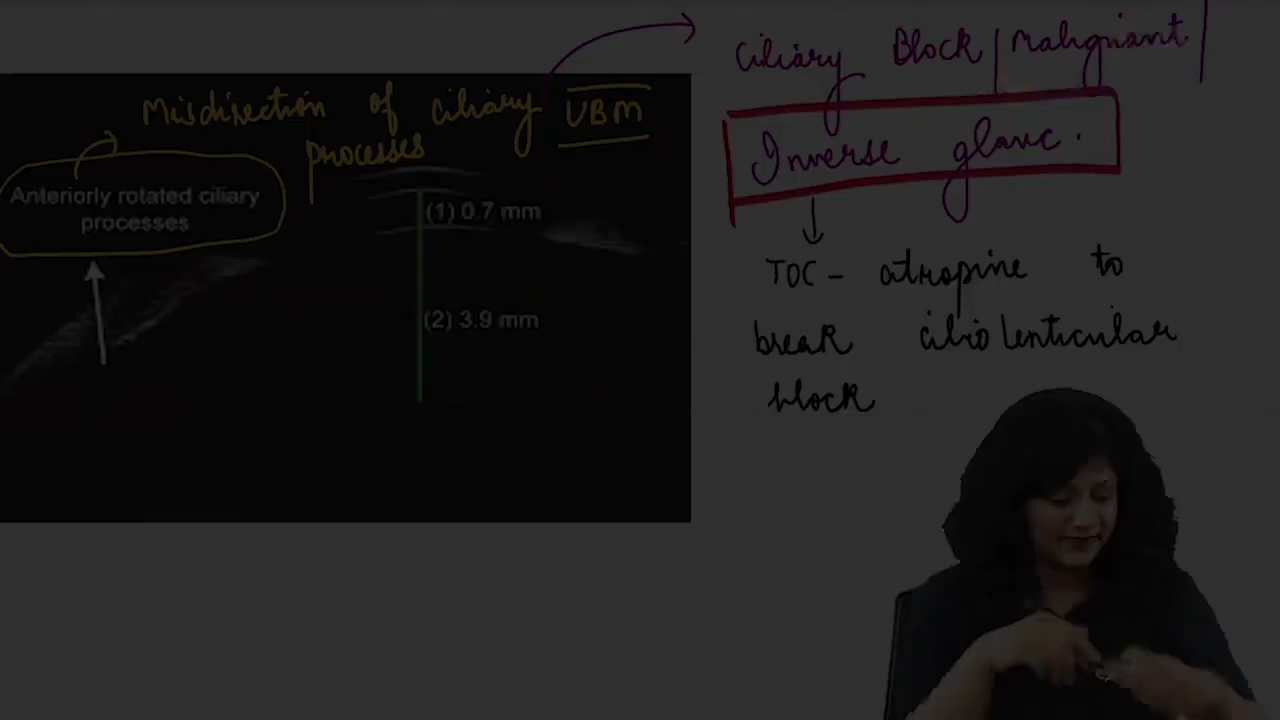 Ciliary Block | Malignant |
Misdirection of ciliary UBM
processes
Inverse glauc.
Anteriorly rotated ciliary
processes
(1) 0.7 mm
(2) 3.9 mm
TOC - atropine to
break ciliolenticular
block